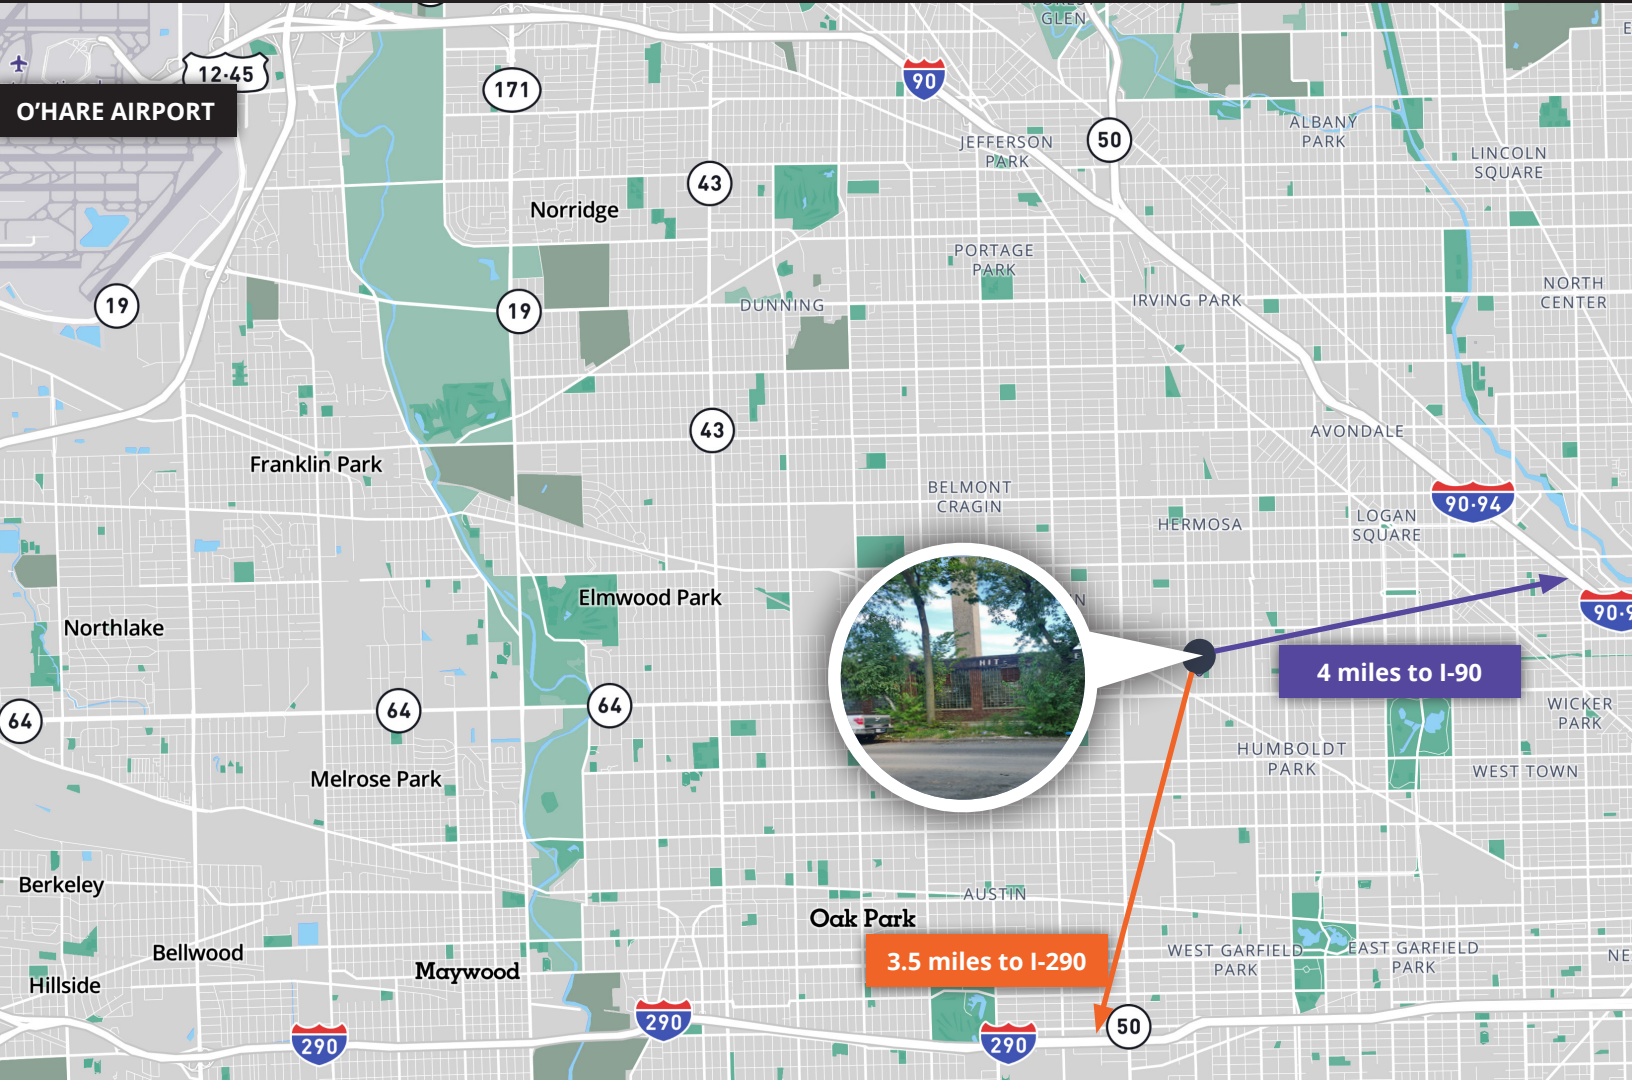 GLEN
12·45
171
90
O'HARE AIRPORT
50
ALBANY
PARK
JEFFERSON
PARK
LINCOLN
SQUARE
43
Norridge
PORTAGE
PARK
NORTH
CENTER
19
19
DUNNING
IRVING PARK
43
AVONDALE
Franklin Park
BELMONT
CRAGIN
90·94
LOGAN
SQUARE
HERMOSA
Elmwood Park
90·9
Northlake
HIT
4 miles to I-90
64
64
64
WICKER
PARK
HUMBOLDT
PARK
WEST TOWN
Melrose Park
Berkeley
AUSTIN
Oak Park
Bellwood
WEST GARFIELD
PARK
EAST GARFIELD
PARK
NE
3.5 miles to I-290
Maywood
Hillside
290
50
290
290